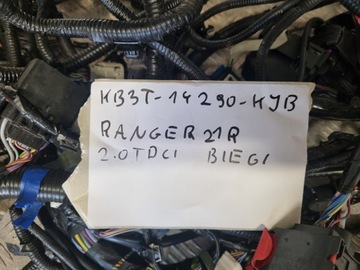 KB3T-14290-KJB
RANGER 21R
2.0TDCI BIEGI